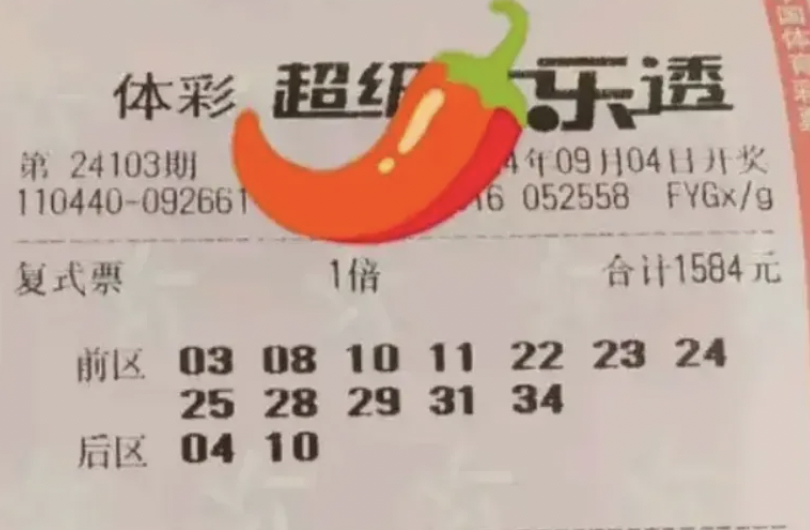 体彩 超级 乐透
第 24103期 4年09月04日开奖
110440-092661 16 052558 FYGx/g
复式票 1倍 合计1584元
前区 03 08 10 11 22 23 24
25 28 29 31 34
后区 04 10